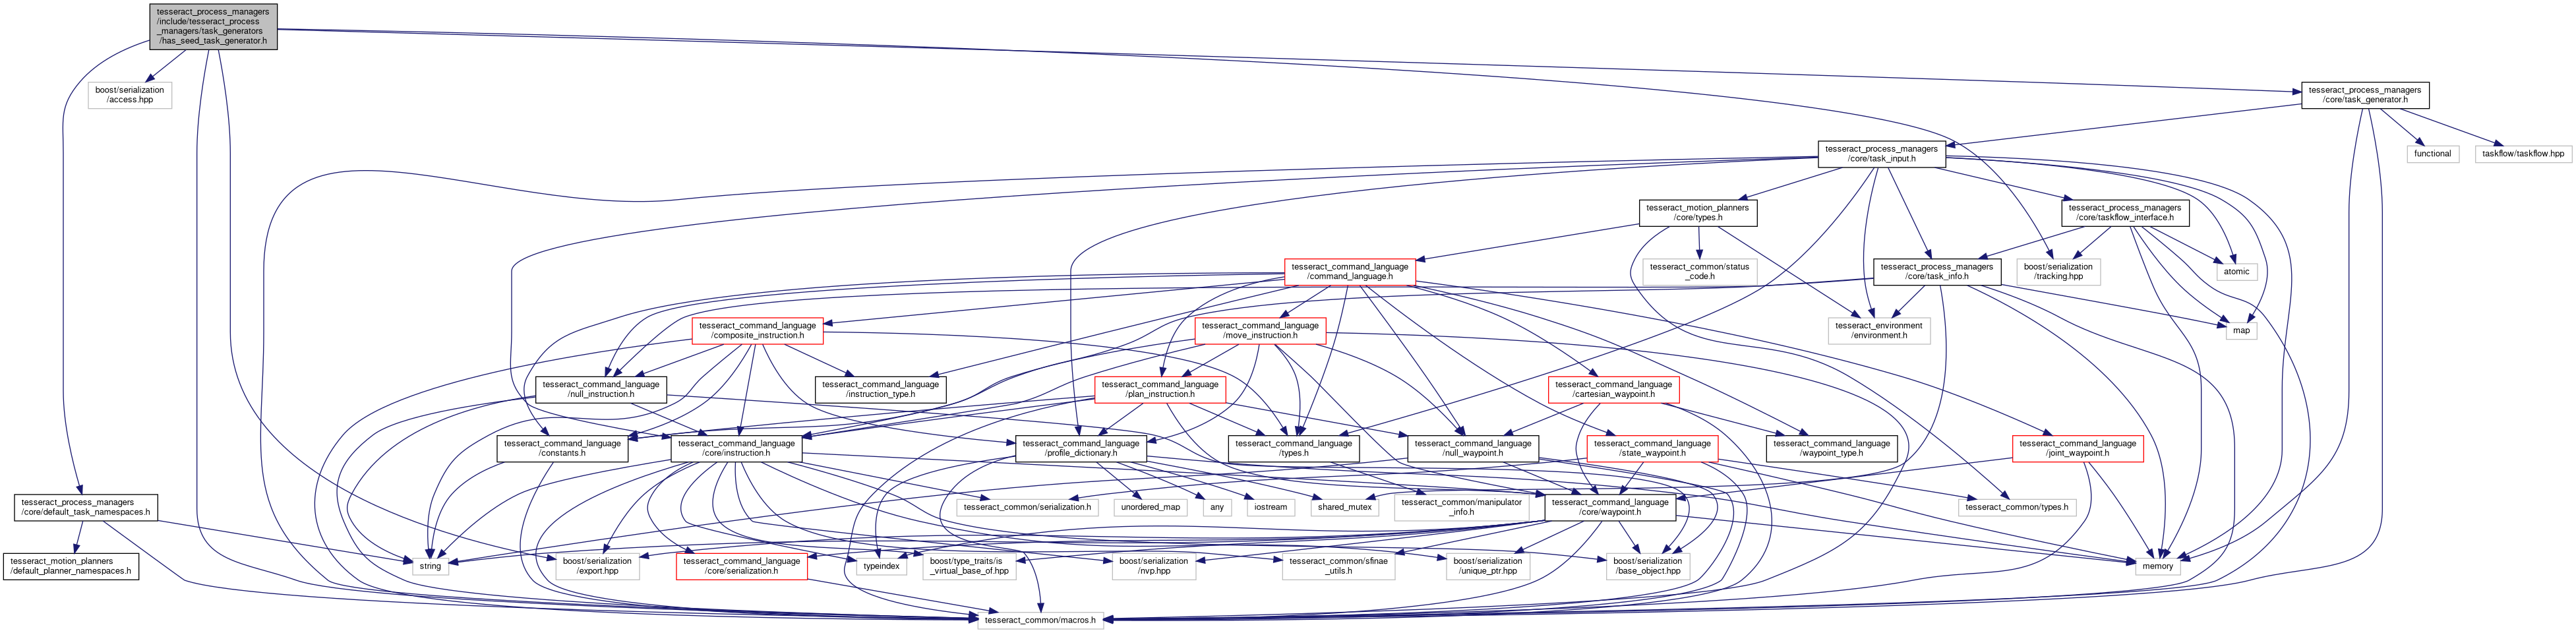 tesseract_process_managers
/include/tesseract_process
_managers/task_generators
/has_seed_task_generator.h
boost/serialization
/access.hpp
tesseract_process_managers
/core/task_generator.h
tesseract_process_managers
/core/task_input.h
functional
taskflow/taskflow.hpp
tesseract_motion_planners
/core/types.h
tesseract_process_managers
/core/taskflow_interface.h
tesseract_command_language
/command_language.h
tesseract_common/status
_code.h
tesseract_process_managers
/core/task_info.h
boost/serialization
/tracking.hpp
atomic
tesseract_command_language
/composite_instruction.h
tesseract_command_language
/move_instruction.h
tesseract_environment
/environment.h
map
tesseract_command_language
/null_instruction.h
tesseract_command_language
/instruction_type.h
tesseract_command_language
/plan_instruction.h
tesseract_command_language
/cartesian_waypoint.h
tesseract_command_language
/constants.h
tesseract_command_language
/core/instruction.h
tesseract_command_language
/profile_dictionary.h
tesseract_command_language
/types.h
tesseract_command_language
/null_waypoint.h
tesseract_command_language
/state_waypoint.h
tesseract_command_language
/waypoint_type.h
tesseract_command_language
/joint_waypoint.h
tesseract_process_managers
/core/default_task_namespaces.h
tesseract_common/serialization.h
unordered_map
any
iostream
shared_mutex
tesseract_common/manipulator
_info.h
tesseract_command_language
/core/waypoint.h
tesseract_common/types.h
tesseract_motion_planners
/default_planner_namespaces.h
string
boost/serialization
/export.hpp
tesseract_command_language
/core/serialization.h
typeindex
boost/type_traits/is
_virtual_base_of.hpp
boost/serialization
/nvp.hpp
tesseract_common/sfinae
_utils.h
boost/serialization
/unique_ptr.hpp
boost/serialization
/base_object.hpp
memory
tesseract_common/macros.h